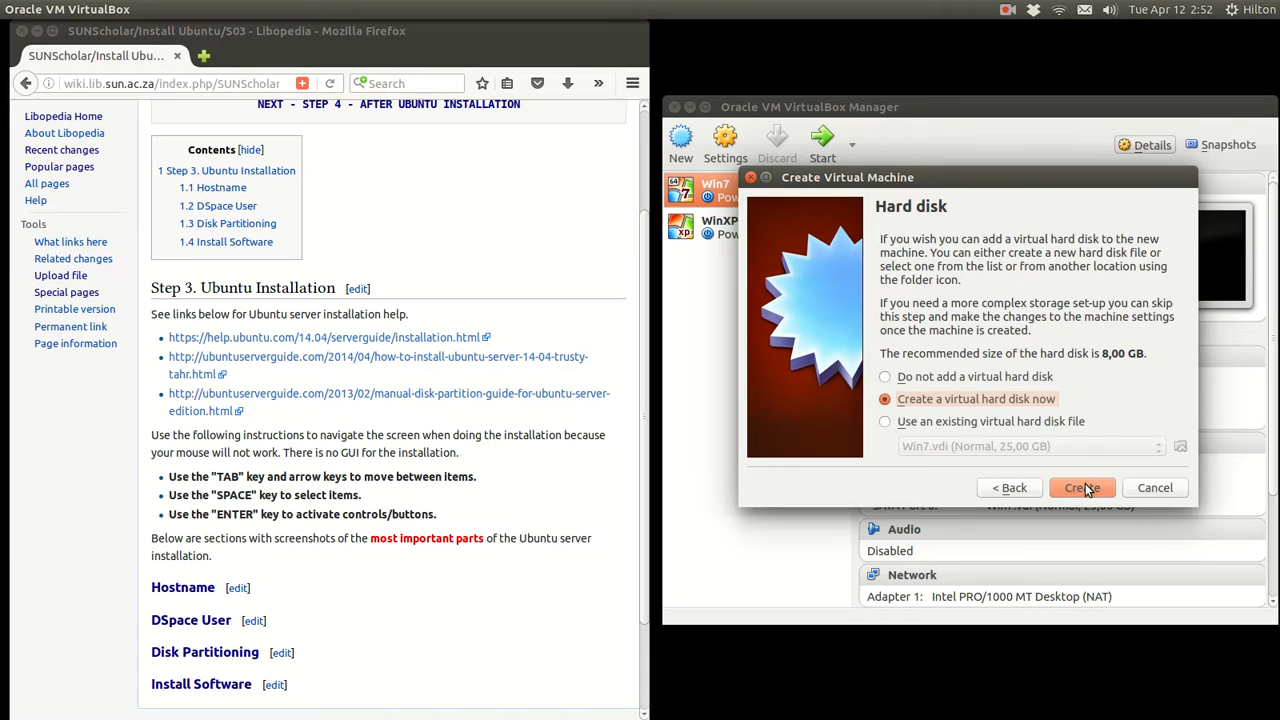 Oracle VM VirtualBox
Tue Apr 12 2:52
Hilton
SUNScholar/Install Ubuntu/S03 - Libopedia - Mozilla Firefox
SUNScholar/Install Ubu...
wiki.lib.sun.ac.za/index.php/SUNScholar
Search
Libopedia Home
About Libopedia
Recent changes
Popular pages
All pages
Help
Tools
What links here
Related changes
Upload file
Special pages
Printable version
Permanent link
Page information
NEXT - STEP 4 - AFTER UBUNTU INSTALLATION
Contents [hide]
1 Step 3. Ubuntu Installation
1.1 Hostname
1.2 DSpace User
1.3 Disk Partitioning
1.4 Install Software
Step 3. Ubuntu Installation [edit]
See links below for Ubuntu server installation help.
https://help.ubuntu.com/14.04/serverguide/installation.html
http://ubuntuserverguide.com/2014/04/how-to-install-ubuntu-server-14-04-trusty-
tahr.html
http://ubuntuserverguide.com/2013/02/manual-disk-partition-guide-for-ubuntu-server-
edition.html
Use the following instructions to navigate the screen when doing the installation because
your mouse will not work. There is no GUI for the installation.
Use the "TAB" key and arrow keys to move between items.
Use the "SPACE" key to select items.
Use the "ENTER" key to activate controls/buttons.
Below are sections with screenshots of the most important parts of the Ubuntu server
installation.
Hostname [edit]
DSpace User [edit]
Disk Partitioning [edit]
Install Software [edit]
Oracle VM VirtualBox Manager
New
Settings
Discard
Start
Details
Snapshots
64
7
Win7
Pow
xp
WinXP
Pow
Create Virtual Machine
Hard disk
If you wish you can add a virtual hard disk to the new
machine. You can either create a new hard disk file or
select one from the list or from another location using
the folder icon.
If you need a more complex storage set-up you can skip
this step and make the changes to the machine settings
once the machine is created.
The recommended size of the hard disk is 8,00 GB.
Do not add a virtual hard disk
Create a virtual hard disk now
Use an existing virtual hard disk file
Win7.vdi (Normal, 25,00 GB)
< Back
Create
Cancel
Audio
Disabled
Network
Adapter 1: Intel PRO/1000 MT Desktop (NAT)